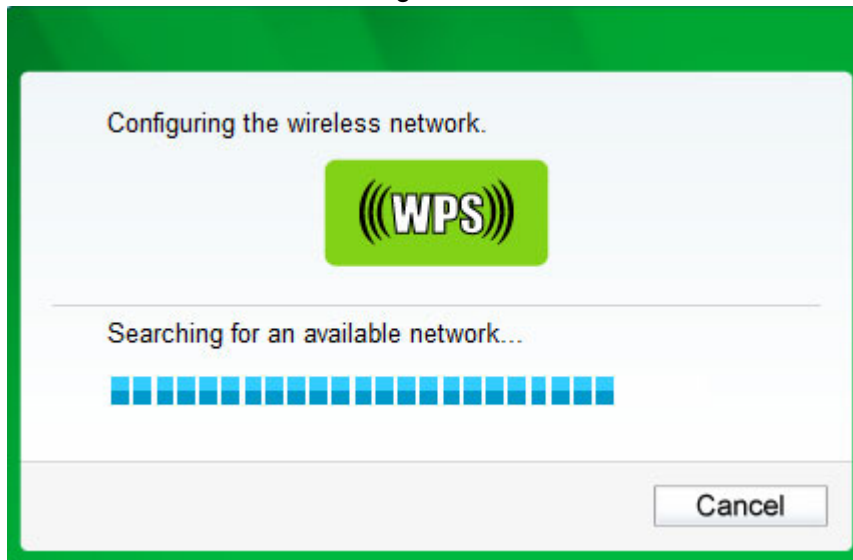 Configuring the wireless network.
(((WPS)))
Searching for an available network...
Cancel